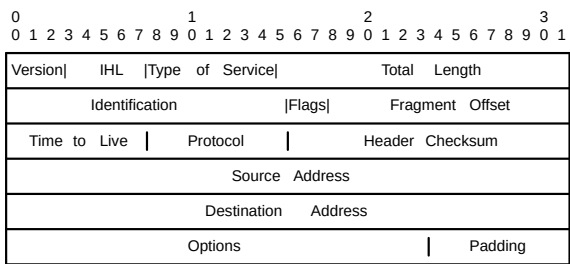 0 1 2 3
0 1 2 3 4 5 6 7 8 9 0 1 2 3 4 5 6 7 8 9 0 1 2 3 4 5 6 7 8 9 0 1
Version| IHL |Type of Service| Total Length
Identification |Flags| Fragment Offset
Time to Live | Protocol | Header Checksum
Source Address
Destination Address
Options | Padding